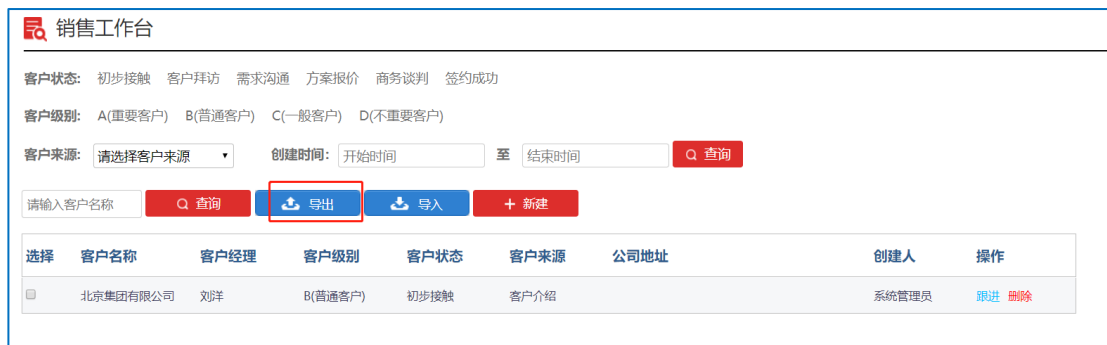 销售工作台
客户状态: 初步接触 客户拜访 需求沟通 方案报价 商务谈判 签约成功
客户级别: A(重要客户) B(普通客户) C(一般客户) D(不重要客户)
客户来源: 请选择客户来源 创建时间: 开始时间 至 结束时间 查询
请输入客户名称 查询 导出 导入 + 新建
选择 客户名称 客户经理 客户级别 客户状态 客户来源 公司地址 创建人 操作
北京集团有限公司 刘洋 B(普通客户) 初步接触 客户介绍 系统管理员 跟进 删除